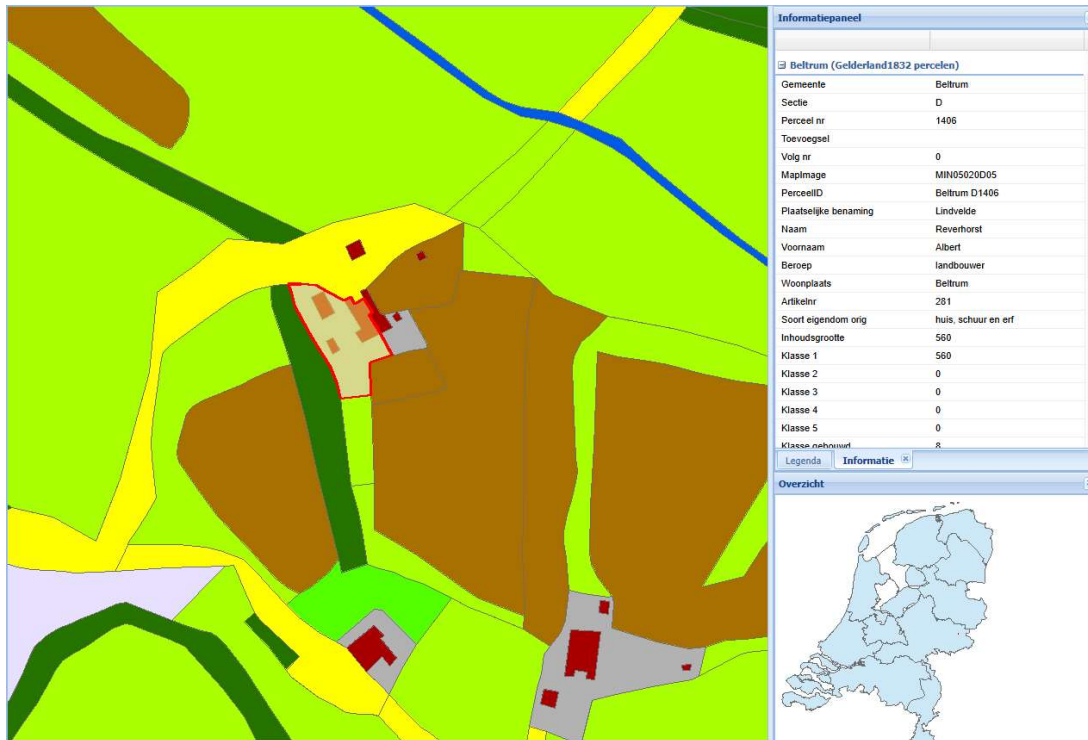 Informatiepaneel
Beltrum (Gelderland1832 percelen)
Gemeente Beltrum
Sectie D
Perceel nr 1406
Toevoegsel
Volg nr 0
MapImage MIN05020D05
PerceelID Beltrum D1406
Plaatselijke benaming Lindvelde
Naam Reverhorst
Voornaam Albert
Beroep landbouwer
Woonplaats Beltrum
Artikelnr 281
Soort eigendom orig huis, schuur en erf
Inhoudsgrootte 560
Klasse 1 560
Klasse 2 0
Klasse 3 0
Klasse 4 0
Klasse 5 0
Klasse gebouwd 8
Legenda Informatie
Overzicht